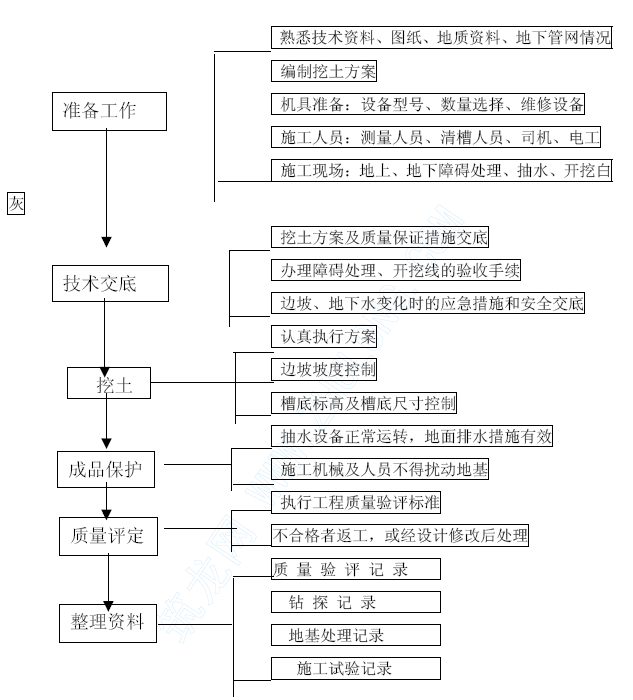 熟悉技术资料、图纸、地质资料、地下管网情况
编制挖土方案
准备工作
机具准备：设备型号、数量选择、维修设备
施工人员：测量人员、清槽人员、司机、电工
施工现场：地上、地下障碍处理、抽水、开挖白
灰
挖土方案及质量保证措施交底
技术交底
办理障碍处理、开挖线的验收手续
边坡、地下水变化时的应急措施和安全交底
认真执行方案
挖土
边坡坡度控制
槽底标高及槽底尺寸控制
抽水设备正常运转，地面排水措施有效
成品保护
施工机械及人员不得扰动地基
执行工程质量验评标准
质量评定
不合格者返工，或经设计修改后处理
质 量 验 评 记 录
钻 探 记 录
整理资料
地基处理记录
施工试验记录